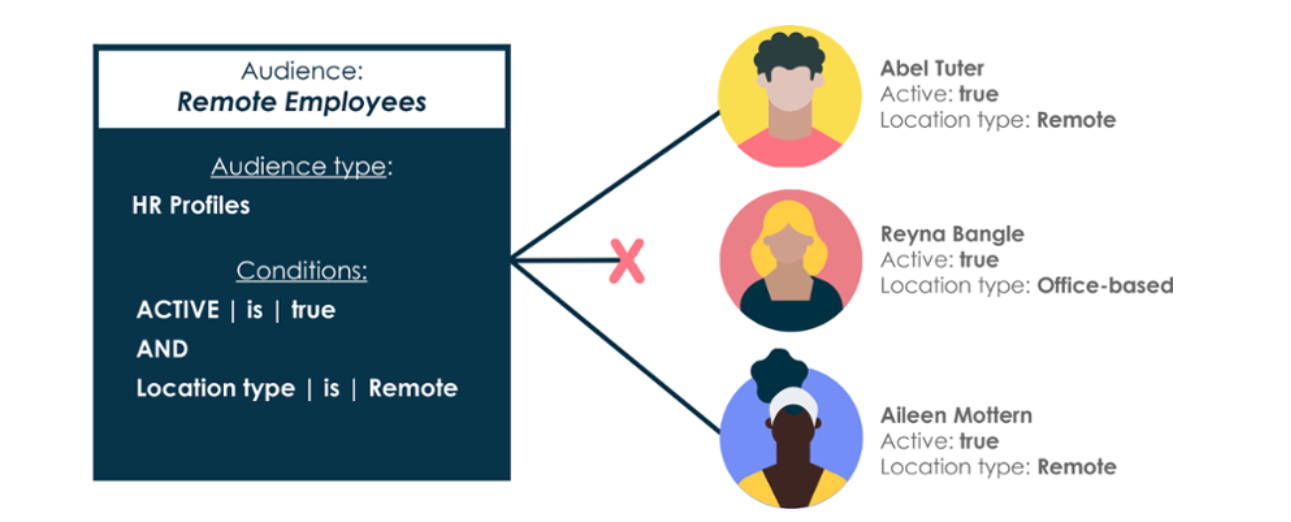 Audience:
Remote Employees
Audience type:
HR Profiles
Conditions:
ACTIVE | is | true
AND
Location type | is | Remote
Abel Tuter
Active: true
Location type: Remote
Reyna Bangle
Active: true
Location type: Office-based
Aileen Mottern
Active: true
Location type: Remote